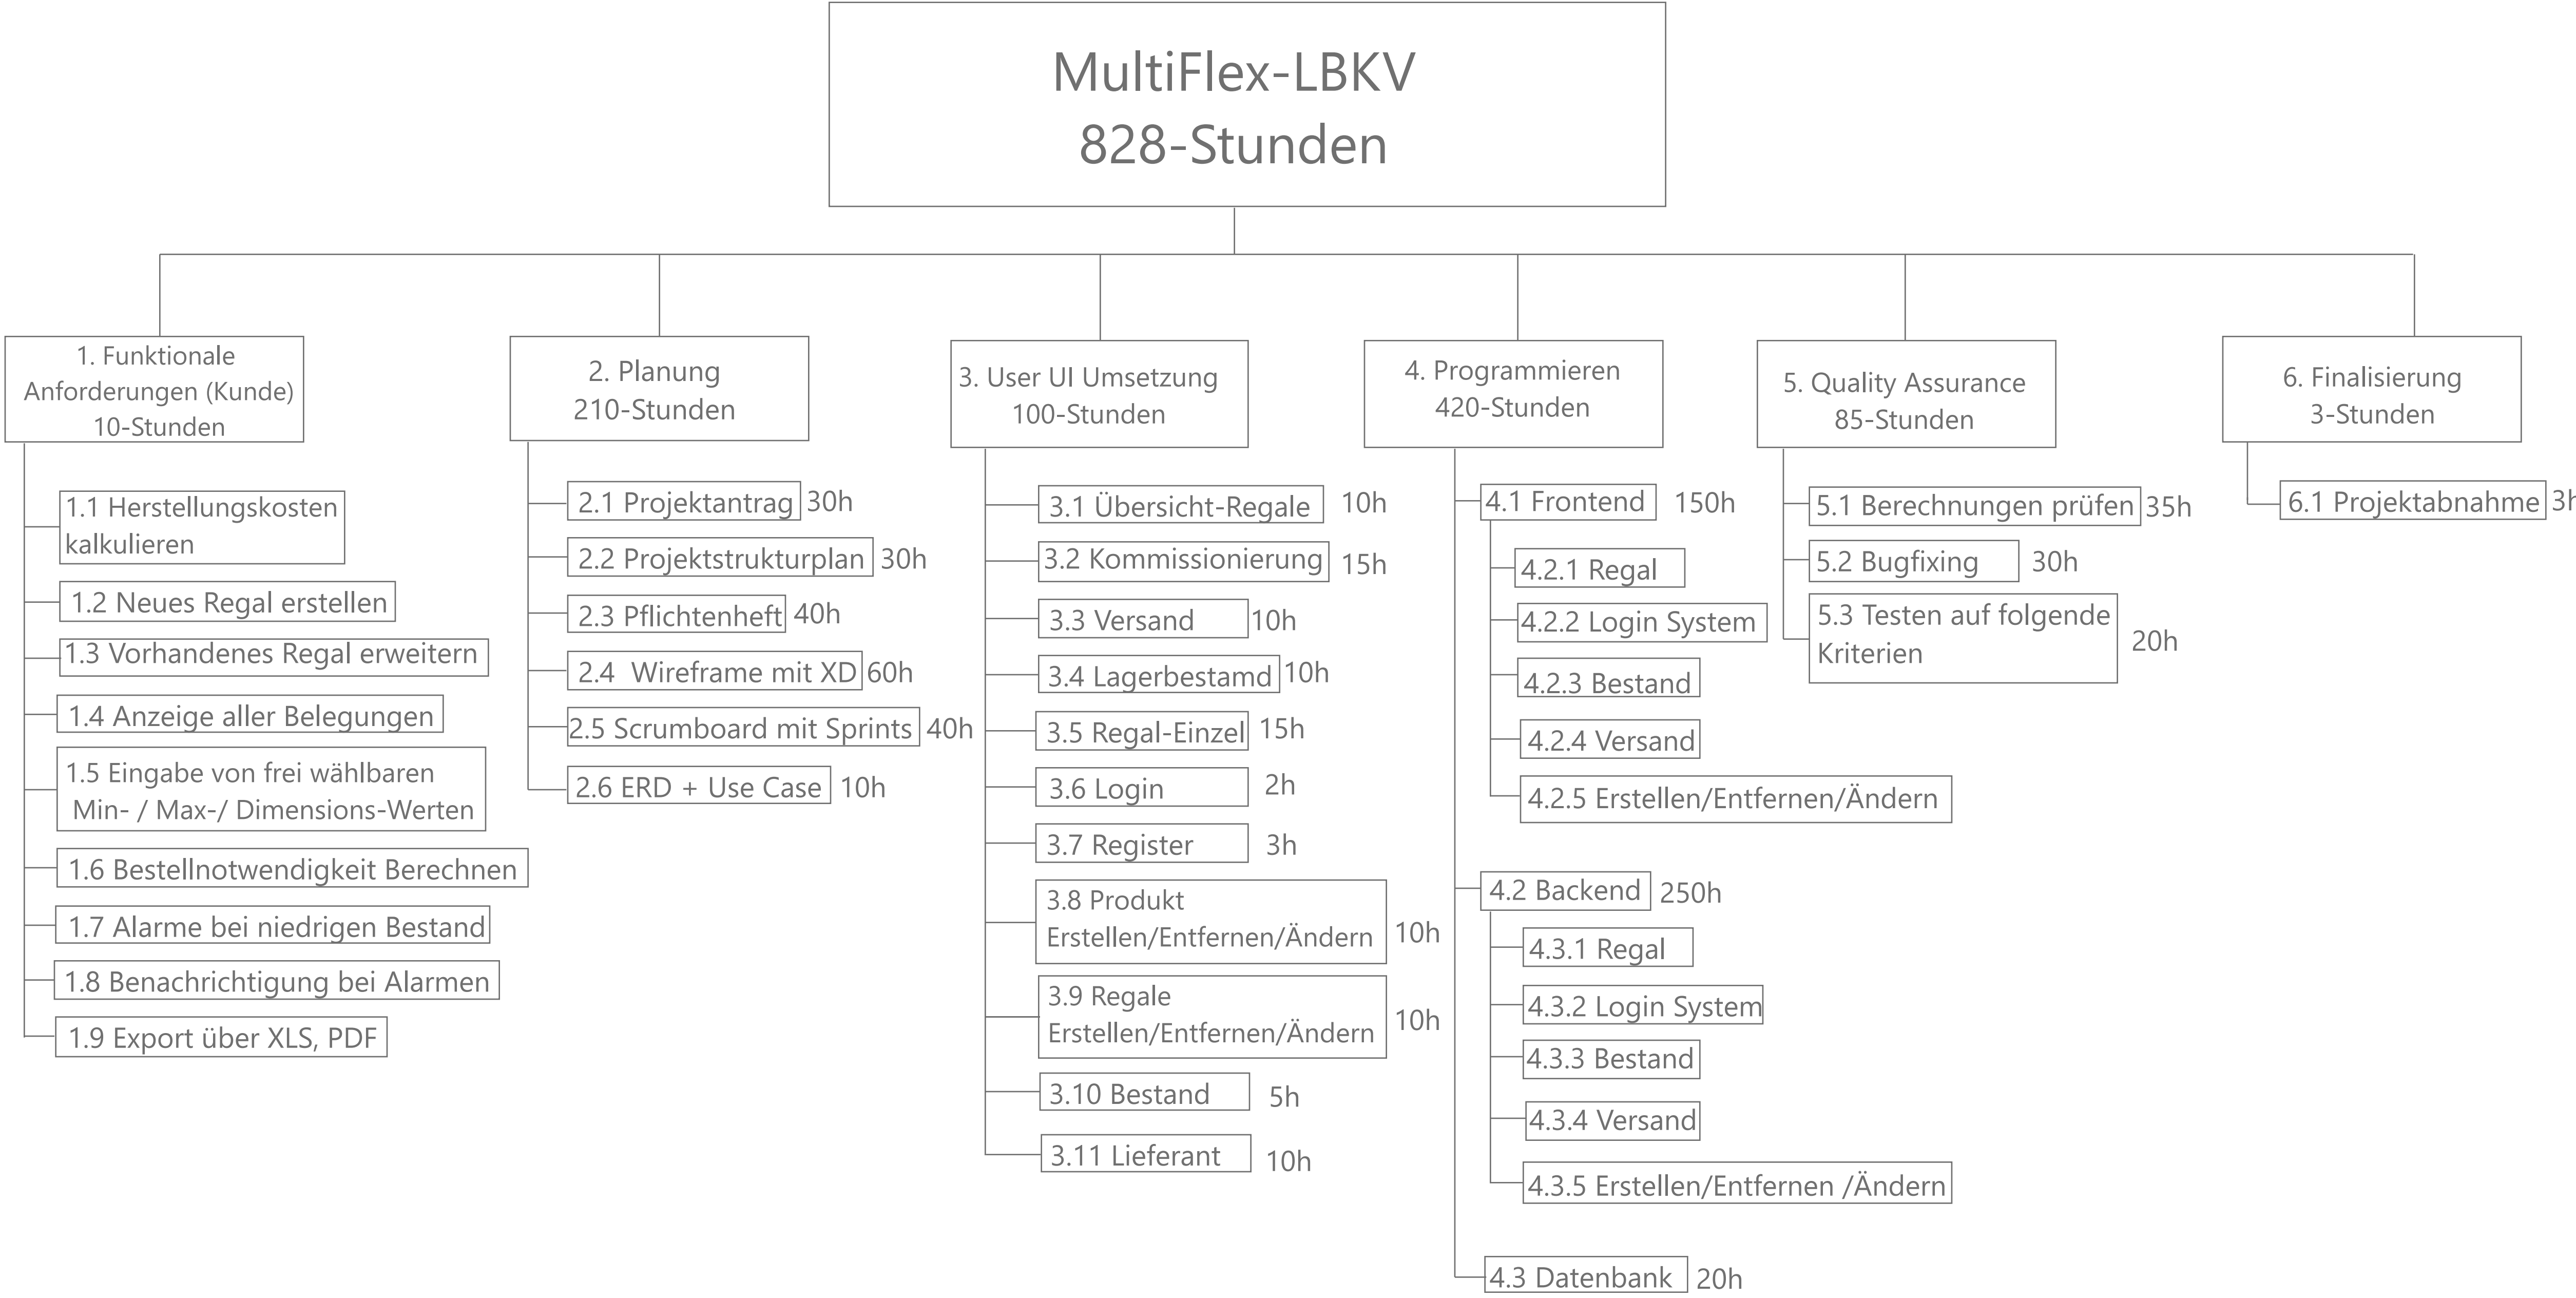 MultiFlex-LBKV
828-Stunden
1. Funktionale
Anforderungen (Kunde)
10-Stunden
1.1 Herstellungskosten
kalkulieren
1.2 Neues Regal erstellen
1.3 Vorhandenes Regal erweitern
1.4 Anzeige aller Belegungen
1.5 Eingabe von frei wählbaren
Min- / Max-/ Dimensions-Werten
1.6 Bestellnotwendigkeit Berechnen
1.7 Alarme bei niedrigen Bestand
1.8 Benachrichtigung bei Alarmen
1.9 Export über XLS, PDF
2. Planung
210-Stunden
2.1 Projektantrag 30h
2.2 Projektstrukturplan 30h
2.3 Pflichtenheft 40h
2.4 Wireframe mit XD 60h
2.5 Scrumboard mit Sprints 40h
2.6 ERD + Use Case 10h
3. User UI Umsetzung
100-Stunden
3.1 Übersicht-Regale 10h
3.2 Kommissionierung 15h
3.3 Versand 10h
3.4 Lagerbestamd 10h
3.5 Regal-Einzel 15h
3.6 Login 2h
3.7 Register 3h
3.8 Produkt
Erstellen/Entfernen/Ändern 10h
3.9 Regale
Erstellen/Entfernen/Ändern 10h
3.10 Bestand 5h
3.11 Lieferant 10h
4. Programmieren
420-Stunden
4.1 Frontend 150h
4.2.1 Regal
4.2.2 Login System
4.2.3 Bestand
4.2.4 Versand
4.2.5 Erstellen/Entfernen/Ändern
4.2 Backend 250h
4.3.1 Regal
4.3.2 Login System
4.3.3 Bestand
4.3.4 Versand
4.3.5 Erstellen/Entfernen /Ändern
4.3 Datenbank 20h
5. Quality Assurance
85-Stunden
5.1 Berechnungen prüfen 35h
5.2 Bugfixing 30h
5.3 Testen auf folgende
Kriterien 20h
6. Finalisierung
3-Stunden
6.1 Projektabnahme 3h